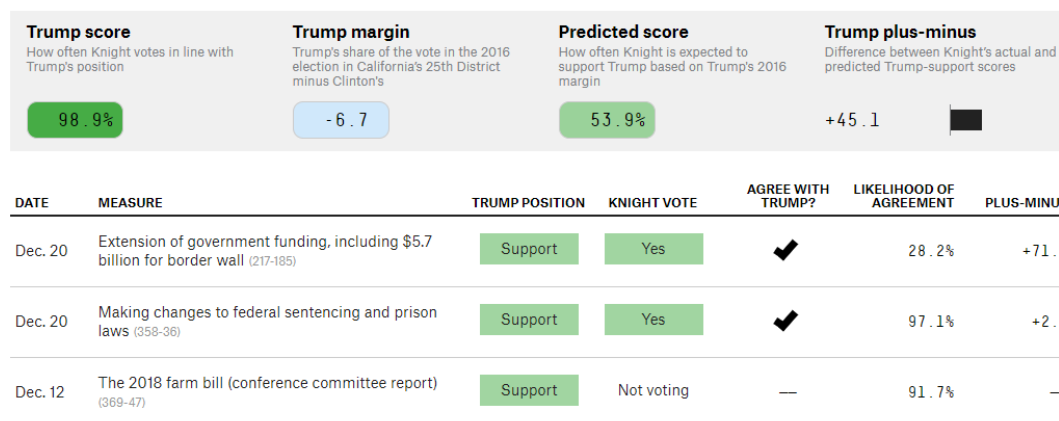 Trump score
How often Knight votes in line with
Trump's position
98.9%
Trump margin
Trump's share of the vote in the 2016
election in California's 25th District
minus Clinton's
-6.7
Predicted score
How often Knight is expected to
support Trump based on Trump's 2016
margin
53.9%
Trump plus-minus
Difference between Knight's actual and
predicted Trump-support scores
+45.1
DATE MEASURE TRUMP POSITION KNIGHT VOTE AGREE WITH TRUMP? LIKELIHOOD OF AGREEMENT PLUS-MINU
Dec. 20 Extension of government funding, including $5.7
billion for border wall (217-185) Support Yes ✔ 28.2% +71.
Dec. 20 Making changes to federal sentencing and prison
laws (358-36) Support Yes ✔ 97.1% +2.
Dec. 12 The 2018 farm bill (conference committee report)
(369-47) Support Not voting — 91.7% —